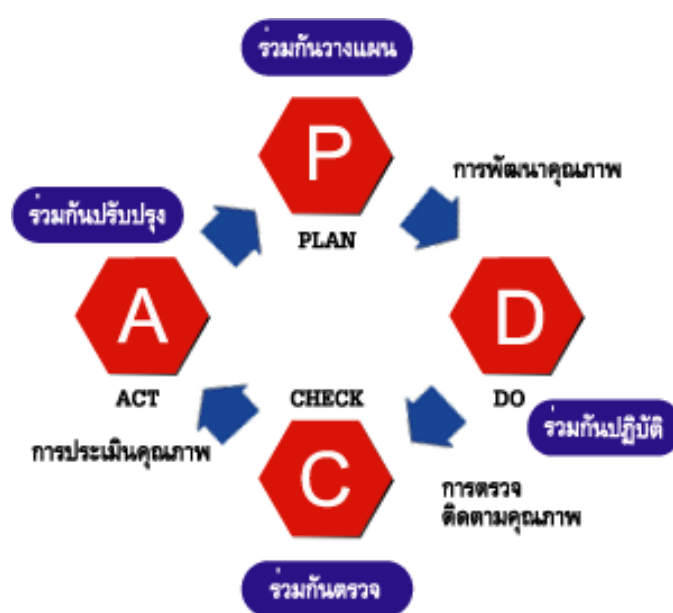 ร่วมกันวางแผน
P
PLAN
การพัฒนาคุณภาพ
ร่วมกันปรับปรุง
A
ACT
D
DO
ร่วมกันปฏิบัติ
CHECK
C
การประเมินคุณภาพ
การตรวจ
ติดตามคุณภาพ
ร่วมกันตรวจ